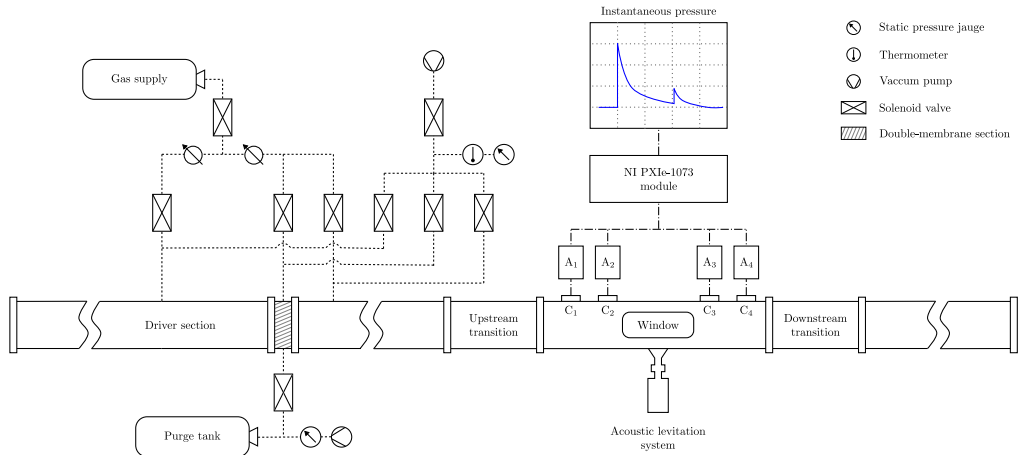 Instantaneous pressure
Static pressure jauge
Thermometer
Vaccum pump
Solenoid valve
Double-membrane section
Gas supply
NI PXIe-1073
module
A1
A2
A3
A4
C1
C2
C3
C4
Driver section
Upstream
transition
Window
Downstream
transition
Purge tank
Acoustic levitation
system